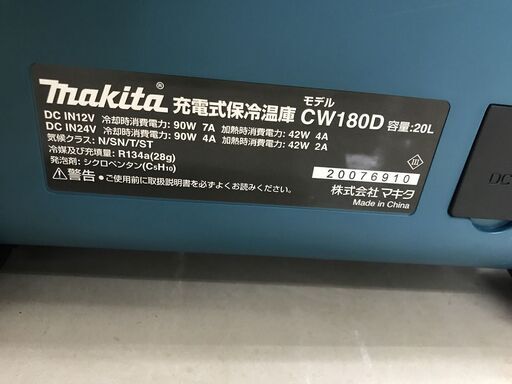 makita® 充電式保冷温庫 モデル CW180D 容量:20L
DC IN12V 冷却時消費電力: 90W 7A 加熱時消費電力: 42W 4A
DC IN24V 冷却時消費電力: 90W 4A 加熱時消費電力: 42W 2A
気候クラス: N/SN/T/ST
冷媒及び充填量: R134a(28g)
発泡剤: シクロペンタン(C₅H₁₀)
⚠警告 • ご使用前に取扱説明書を必ずよくお読みください。
20076910
株式会社 マキタ
Made in China
DC